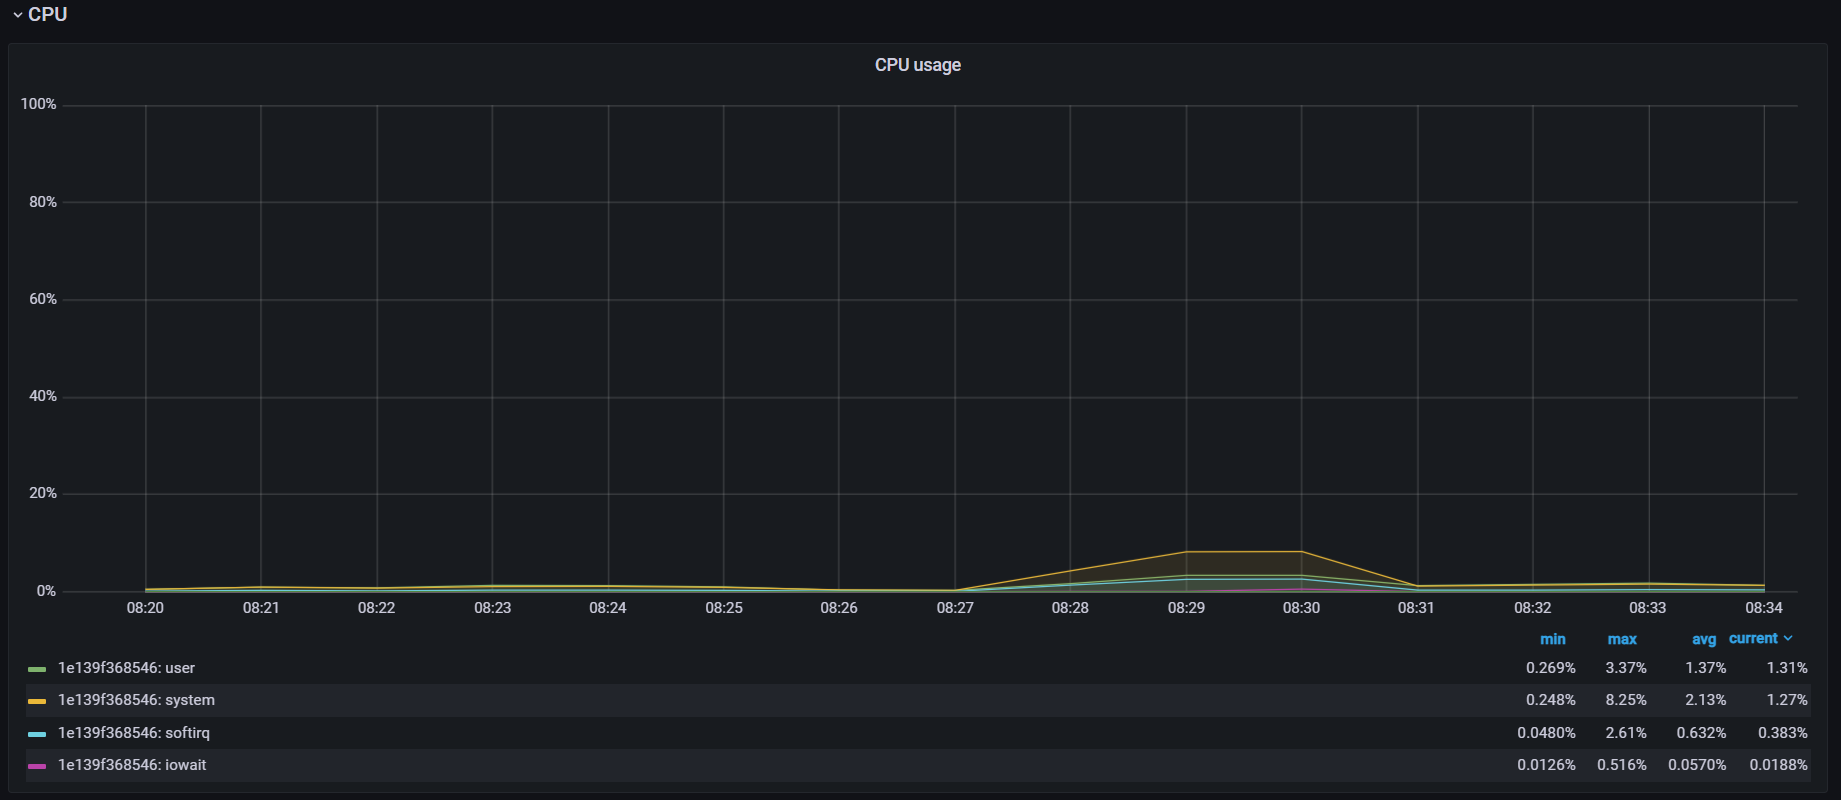 CPU
CPU usage
100%
80%
60%
40%
20%
0%
08:20 08:21 08:22 08:23 08:24 08:25 08:26 08:27 08:28 08:29 08:30 08:31 08:32 08:33 08:34
min max avg current
1e139f368546: user 0.269% 3.37% 1.37% 1.31%
1e139f368546: system 0.248% 8.25% 2.13% 1.27%
1e139f368546: softirq 0.0480% 2.61% 0.632% 0.383%
1e139f368546: iowait 0.0126% 0.516% 0.0570% 0.0188%